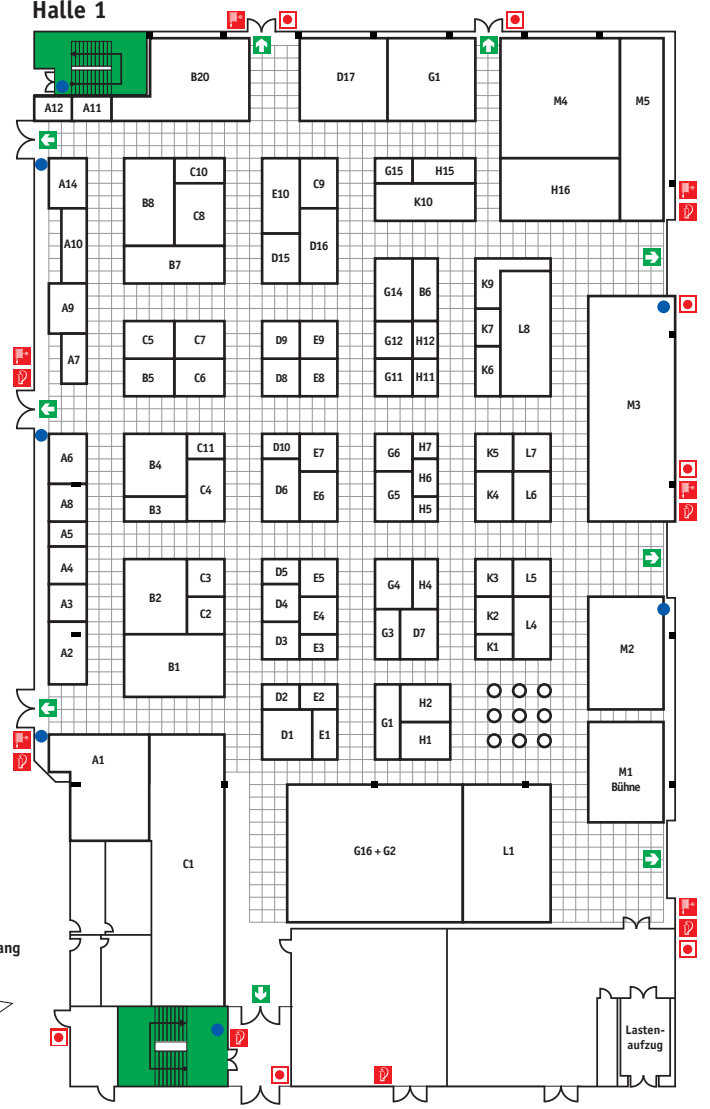 Halle 1
B20
D17
G1
M4
M5
A12
A11
H16
A14
B8
C10
C8
E10
C9
G15
H15
K10
A10
B7
D15
D16
A9
G14
B6
K9
L8
A7
C5
C7
D9
E9
G12
H12
K7
B5
C6
D8
E8
G11
H11
K6
M3
A6
B4
C11
D10
E7
G6
H7
K5
L7
A8
C4
D6
E6
G5
H6
K4
L6
B3
H5
A5
A4
B2
C3
D5
E5
G4
H4
K3
L5
A3
C2
D4
E4
K2
L4
A2
B1
D3
E3
G3
D7
K1
M2
D2
E2
G1
H2
D1
E1
H1
A1
M1
Bühne
C1
G16 + G2
L1
ang
Lasten-
aufzug